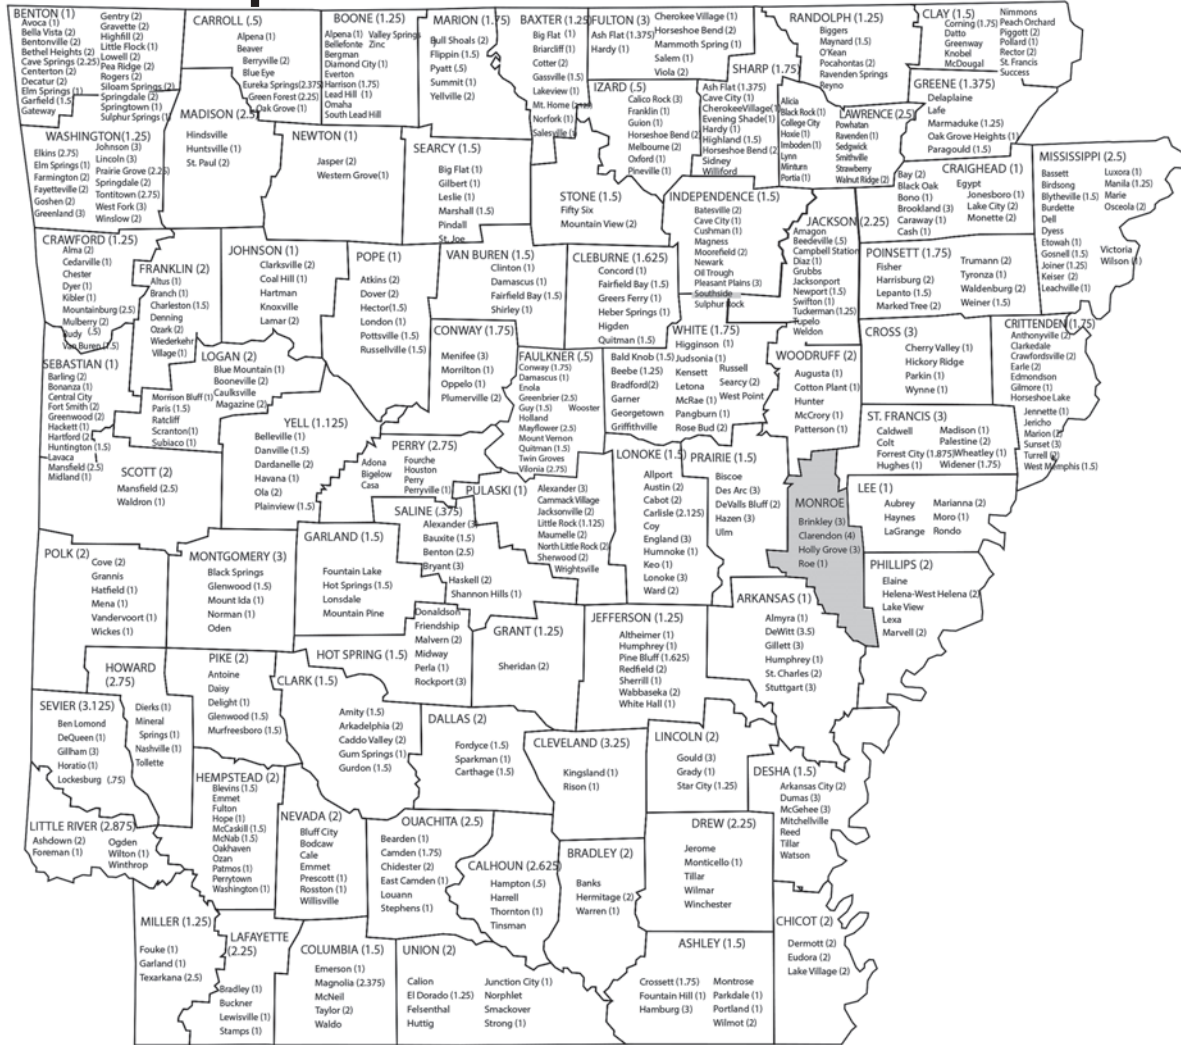 BENTON (1)
Avoca (1)
Bella Vista (2)
Bentonville (2)
Bethel Heights (2)
Cave Springs (2.25)
Centerton (2)
Decatur (2)
Elm Springs (1)
Garfield (1.5)
Gateway
Gentry (2)
Gravette (2)
Highfill (2)
Little Flock (1)
Lowell (2)
Pea Ridge (2)
Rogers (2)
Siloam Springs (2)
Springdale (2)
Springtown (1)
Sulphur Springs (2)
CARROLL (.5)
Alpena (1)
Beaver
Berryville (2)
Blue Eye
Eureka Springs (2.375)
Green Forest (2.25)
Oak Grove (1)
BOONE (1.25)
Alpena (1) Valley Springs
Bellefonte Zinc
Bergman
Diamond City (1)
Everton
Harrison (1.75)
Lead Hill (1)
Omaha
South Lead Hill
MARION (1.75)
Bull Shoals (2)
Flippin (1.5)
Pyatt (.5)
Summit (1)
Yellville (2)
BAXTER (1.25)
Big Flat (1)
Briarcliff (1)
Cotter (2)
Gassville (1.5)
Lakeview (1)
Mt. Home
Norfork (1)
Salesville (1)
FULTON (3)
Ash Flat (1.375)
Hardy (1)
Cherokee Village (1)
Horseshoe Bend (2)
Mammoth Spring (1)
Salem (1)
Viola (2)
RANDOLPH (1.25)
Biggers
Maynard (1.5)
O'Kean
Pocahontas (2)
Ravenden Springs
Reyno
CLAY (1.5)
Corning (1.75)
Datto
Greenway
Knobel
McDougal
Nimmons
Peach Orchard
Piggott (2)
Pollard (1)
Rector (2)
St. Francis
Success
IZARD (.5)
Calico Rock (3)
Franklin (1)
Guion (1)
Horseshoe Bend (2)
Melbourne (2)
Oxford (1)
Pineville (1)
SHARP (1.75)
Ash Flat (1.375)
Cave City (1)
CherokeeVillage(1)
Evening Shade(1)
Hardy (1)
Highland (1.5)
Horseshoe Bend (2)
Sidney
Williford
LAWRENCE (2.5)
Alicia
Black Rock (1)
College City
Hoxie (1)
Imboden (1)
Lynn
Minturn
Portia (1)
Powhatan
Ravenden (1)
Sedgwick
Smithville
Strawberry
Walnut Ridge (2)
GREENE (1.375)
Delaplaine
Lafe
Marmaduke (1.25)
Oak Grove Heights (1)
Paragould (1.5)
WASHINGTON(1.25)
Elkins (2.75)
Elm Springs (1)
Farmington (2)
Fayetteville (2)
Goshen (2)
Greenland (3)
Johnson (3)
Lincoln (3)
Prairie Grove (2.25)
Springdale (2)
Tontitown (2.75)
West Fork (3)
Winslow (2)
MADISON (2.5)
Hindsville
Huntsville (1)
St. Paul (2)
NEWTON (1)
Jasper (2)
Western Grove(1)
SEARCY (1.5)
Big Flat (1)
Gilbert (1)
Leslie (1)
Marshall (1.5)
Pindall
St. Joe
STONE (1.5)
Fifty Six
Mountain View (2)
INDEPENDENCE (1.5)
Batesville (2)
Cave City (1)
Cushman (1)
Magness
Moorefield (2)
Newark
Oil Trough
Pleasant Plains (3)
Southside
Sulphur Rock
JACKSON (2.25)
Amagon
Beedeville (.5)
Campbell Station
Diaz (1)
Grubbs
Jacksonport
Newport (1.5)
Swifton (1)
Tuckerman (1.25)
Tupelo
Weldon
CRAIGHEAD (1)
Bay (2)
Black Oak
Bono (1)
Brookland (3)
Caraway (1)
Cash (1)
Egypt
Jonesboro (1)
Lake City (2)
Monette (2)
MISSISSIPPI (2.5)
Bassett
Birdsong
Blytheville (1.5)
Burdette
Dell
Dyess
Etowah (1)
Gosnell (1.5)
Joiner (1.25)
Keiser (2)
Leachville (1)
Luxora (1)
Manila (1.25)
Marie
Osceola (2)
Victoria
Wilson (1)
CRAWFORD (1.25)
Alma (2)
Cedarville (1)
Chester
Dyer (1)
Kibler (1)
Mountainburg (2.5)
Mulberry (2)
Rudy (.5)
Van Buren (1.5)
FRANKLIN (2)
Altus (1)
Branch (1)
Charleston (1.5)
Denning
Ozark (2)
Wiederkehr
Village (1)
JOHNSON (1)
Clarksville (2)
Coal Hill (1)
Hartman
Knoxville
Lamar (2)
POPE (1)
Atkins (2)
Dover (2)
Hector(1.5)
London (1)
Pottsville (1.5)
Russellville (1.5)
VAN BUREN (1.5)
Clinton (1)
Damascus (1)
Fairfield Bay (1.5)
Shirley (1)
CLEBURNE (1.625)
Concord (1)
Fairfield Bay (1.5)
Greers Ferry (1)
Heber Springs (1)
Higden
Quitman (1.5)
POINSETT (1.75)
Fisher
Harrisburg (2)
Lepanto (1.5)
Marked Tree (2)
Trumann (2)
Tyronza (1)
Waldenburg (2)
Weiner (1.5)
CONWAY (1.75)
Menifee (3)
Morrilton (1)
Oppelo (1)
Plumerville (2)
FAULKNER (.5)
Conway (1.75)
Damascus (1)
Enola
Greenbrier (2.5)
Guy (1.5) Wooster
Holland
Mayflower (2.5)
Mount Vernon
Quitman (1.5)
Twin Groves
Vilonia (2.75)
WHITE (1.75)
Bald Knob (1.5)
Beebe (1.25)
Bradford(2)
Garner
Georgetown
Griffithville
Higginson (1)
Judsonia (1)
Kensett
Letona
McRae (1)
Pangburn (1)
Rose Bud (2)
Russell
Searcy (2)
West Point
WOODRUFF (2)
Augusta (1)
Cotton Plant (1)
Hunter
McCrory (1)
Patterson (1)
CROSS (3)
Cherry Valley (1)
Hickory Ridge
Parkin (1)
Wynne (1)
CRITTENDEN (1.75)
Anthonyville (2)
Clarkedale
Crawfordsville (2)
Earle (2)
Edmondson
Gilmore (1)
Horseshoe Lake
Jennette (1)
Jericho
Marion (2)
Sunset (3)
Turrell (2)
West Memphis (1.5)
SEBASTIAN (1)
Barling (2)
Bonanza (1)
Central City
Fort Smith (2)
Greenwood (2)
Hackett (1)
Hartford (2)
Huntington (1.5)
Lavaca
Mansfield (2.5)
Midland (1)
LOGAN (2)
Blue Mountain (1)
Booneville (2)
Caulksville
Magazine (2)
Morrison Bluff (1)
Paris (1.5)
Ratcliff
Scranton(1)
Subiaco (1)
YELL (1.125)
Belleville (1)
Danville (1.5)
Dardanelle (2)
Havana (1)
Ola (2)
Plainview (1.5)
SCOTT (2)
Mansfield (2.5)
Waldron (1)
PERRY (2.75)
Adona
Bigelow
Casa
Fourche
Houston
Perry
Perryville (1)
PULASKI (1)
Alexander (3)
Cammack Village
Jacksonville (2)
Little Rock (1.125)
Maumelle (2)
North Little Rock (2)
Sherwood (2)
Wrightsville
LONOKE (1.5)
Allport
Austin (2)
Cabot (2)
Carlisle (2.125)
Coy
England (3)
Humnoke (1)
Keo (1)
Lonoke (3)
Ward (2)
PRAIRIE (1.5)
Biscoe
Des Arc (3)
DeValls Bluff (2)
Hazen (3)
Ulm
MONROE
Brinkley (3)
Clarendon (4)
Holly Grove (3)
Roe (1)
ST. FRANCIS (3)
Caldwell
Colt
Forrest City (1.875)
Hughes (1)
Madison (1)
Palestine (2)
Wheatley (1)
Widener (1.75)
LEE (1)
Aubrey
Haynes
LaGrange
Marianna (2)
Moro (1)
Rondo
PHILLIPS (2)
Elaine
Helena-West Helena (2)
Lake View
Lexa
Marvell (2)
SALINE (.375)
Alexander (3)
Bauxite (1.5)
Benton (2.5)
Bryant (3)
Haskell (2)
Shannon Hills (1)
GARLAND (1.5)
Fountain Lake
Hot Springs (1.5)
Lonsdale
Mountain Pine
POLK (2)
Cove (2)
Grannis
Hatfield (1)
Mena (1)
Vandervoort (1)
Wickes (1)
MONTGOMERY (3)
Black Springs
Glenwood (1.5)
Mount Ida (1)
Norman (1)
Oden
HOT SPRING (1.5)
Donaldson
Friendship
Malvern (2)
Midway
Perla (1)
Rockport (3)
GRANT (1.25)
Sheridan (2)
JEFFERSON (1.25)
Altheimer (1)
Humphrey (1)
Pine Bluff (1.625)
Redfield (2)
Sherrill (1)
Wabbaseka (2)
White Hall (1)
ARKANSAS (1)
Almyra (1)
DeWitt (3.5)
Gillett (3)
Humphrey (1)
St. Charles (2)
Stuttgart (3)
HOWARD
(2.75)
Dierks (1)
Mineral
Springs (1)
Nashville (1)
Tollette
PIKE (2)
Antoine
Daisy
Delight (1)
Glenwood (1.5)
Murfreesboro (1.5)
CLARK (1.5)
Amity (1.5)
Arkadelphia (2)
Caddo Valley (2)
Gum Springs (1)
Gurdon (1.5)
SEVIER (3.125)
Ben Lomond
DeQueen (1)
Gillham (3)
Horatio (1)
Lockesburg (.75)
DALLAS (2)
Fordyce (1.5)
Sparkman (1)
Carthage (1.5)
CLEVELAND (3.25)
Kingsland (1)
Rison (1)
LINCOLN (2)
Gould (3)
Grady (1)
Star City (1.25)
DESHA (1.5)
Arkansas City (2)
Dumas (3)
McGehee (3)
Mitchellville
Reed
Tillar
Watson
HEMPSTEAD (2)
Blevins (1.5)
Emmet
Fulton
Hope (1)
McCaskill (1.5)
McNab (1.5)
Oakhaven
Ozan
Patmos (1)
Perrytown
Washington (1)
NEVADA (2)
Bluff City
Bodcaw
Cale
Emmet
Prescott (1)
Rosston (1)
Willisville
OUACHITA (2.5)
Bearden (1)
Camden (1.75)
Chidester (2)
East Camden (1)
Louann
Stephens (1)
CALHOUN (2.625)
Hampton (.5)
Harrell
Thornton (1)
Tinsman
BRADLEY (2)
Banks
Hermitage (2)
Warren (1)
DREW (2.25)
Jerome
Monticello (1)
Tillar
Wilmar
Winchester
LITTLE RIVER (2.875)
Ashdown (2)
Foreman (1)
Ogden
Wilton (1)
Winthrop
MILLER (1.25)
Fouke (1)
Garland (1)
Texarkana (2.5)
LAFAYETTE
(2.25)
Bradley (1)
Buckner
Lewisville (1)
Stamps (1)
COLUMBIA (1.5)
Emerson (1)
Magnolia (2.375)
McNeil
Taylor (2)
Waldo
UNION (2)
Calion
El Dorado (1.25)
Felsenthal
Huttig
Junction City (1)
Norphlet
Smackover
Strong (1)
ASHLEY (1.5)
Crossett (1.75)
Fountain Hill (1)
Hamburg (3)
Montrose
Parkdale (1)
Portland (1)
Wilmot (2)
CHICOT (2)
Dermott (2)
Eudora (2)
Lake Village (2)